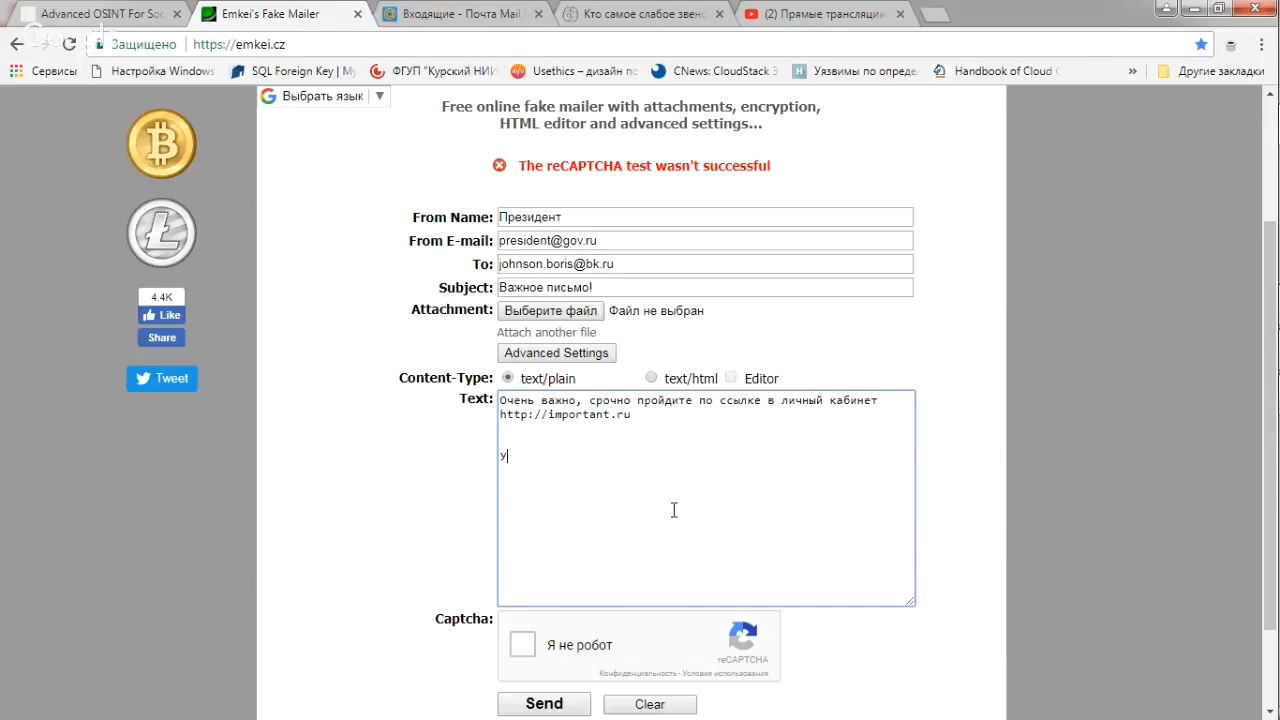 Advanced OSINT For Soc
Emkei's Fake Mailer
Входящие - Почта Mail.
Кто самое слабое звен
(2) Прямые трансляции
Защищено
https://emkei.cz
Сервисы
Настройка Windows
SQL Foreign Key | My
ФГУП "Курский НИИ
Usethics – дизайн по
CNews: CloudStack 3
Уязвимы по опреде
Handbook of Cloud C
»
Другие закладки
Выбрать язык ▼
Free online fake mailer with attachments, encryption,
HTML editor and advanced settings...
The reCAPTCHA test wasn't successful
From Name: Президент
From E-mail: president@gov.ru
To: johnson.boris@bk.ru
Subject: Важное письмо!
Attachment: Выберите файл Файл не выбран
Attach another file
Advanced Settings
Content-Type: text/plain text/html Editor
Text: Очень важно, срочно пройдите по ссылке в личный кабинет
http://important.ru
У
Captcha:
Я не робот
reCAPTCHA
Конфиденциальность - Условия использования
Send
Clear
4.4K
Like
Share
Tweet